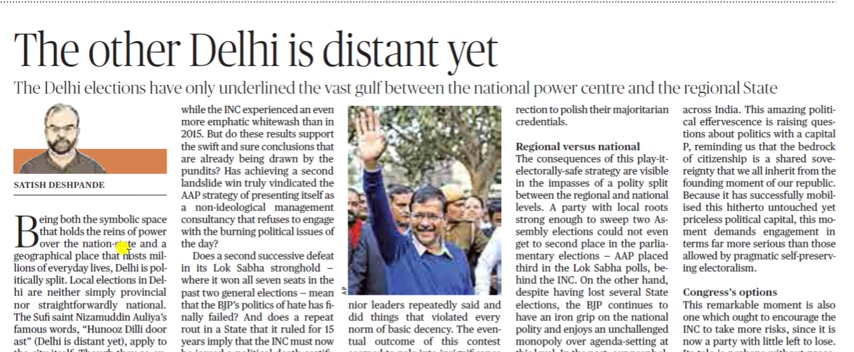 The other Delhi is distant yet
The Delhi elections have only underlined the vast gulf between the national power centre and the regional State
SATISH DESHPANDE
Being both the symbolic space
that holds the reins of power
over the nation- and a
geographical place that hosts mil-
lions of everyday lives, Delhi is pol-
itically split. Local elections in Del-
hi are neither simply provincial
nor straightforwardly national.
The Sufi saint Nizamuddin Auliya's
famous words, "Hunooz Dilli door
ast" (Delhi is distant yet), apply to
while the INC experienced an even
more emphatic whitewash than in
2015. But do these results support
the swift and sure conclusions that
are already being drawn by the
pundits? Has achieving a second
landslide win truly vindicated the
AAP strategy of presenting itself as
a non-ideological management
consultancy that refuses to engage
with the burning political issues of
the day?
Does a second successive defeat
in its Lok Sabha stronghold –
where it won all seven seats in the
past two general elections – mean
that the BJP's politics of hate has fi-
nally failed? And does a repeat
rout in a State that it ruled for 15
years imply that the INC must now
AP
nior leaders repeatedly said and
did things that violated every
norm of basic decency. The even-
tual outcome of this contest
rection to polish their majoritarian
credentials.
Regional versus national
The consequences of this play-it-
electorally-safe strategy are visible
in the impasses of a polity split
between the regional and national
levels. A party with local roots
strong enough to sweep two As-
sembly elections could not even
get to second place in the parlia-
mentary elections – AAP placed
third in the Lok Sabha polls, be-
hind the INC. On the other hand,
despite having lost several State
elections, the BJP continues to
have an iron grip on the national
polity and enjoys an unchallenged
monopoly over agenda-setting at
across India. This amazing politi-
cal effervescence is raising ques-
tions about politics with a capital
P, reminding us that the bedrock
of citizenship is a shared sove-
reignty that we all inherit from the
founding moment of our republic.
Because it has successfully mobil-
ised this hitherto untouched yet
priceless political capital, this mo-
ment demands engagement in
terms far more serious than those
allowed by pragmatic self-preserv-
ing electoralism.
Congress's options
This remarkable moment is also
one which ought to encourage the
INC to take risks, since it is
now a party with little left to lose.